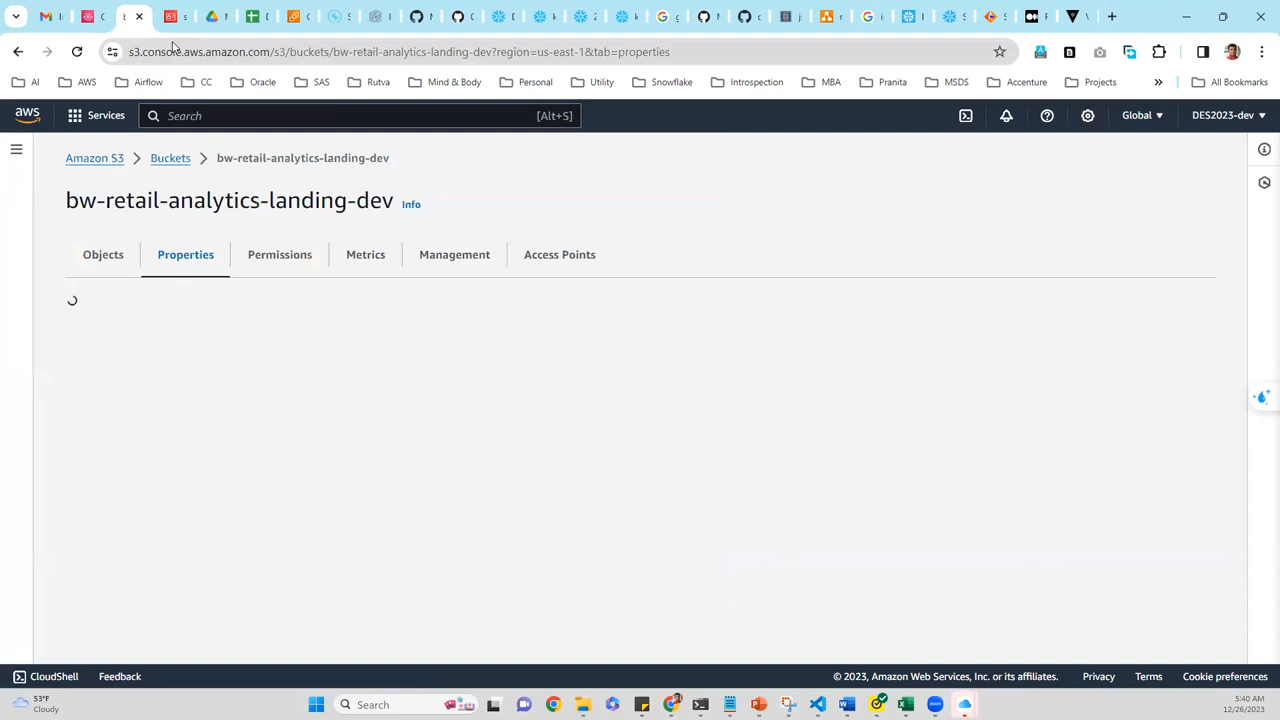 s3.console.aws.amazon.com/s3/buckets/bw-retail-analytics-landing-dev?region=us-east-1&tab=properties
AI AWS Airflow CC Oracle SAS Rutva Mind & Body Personal Utility Snowflake Introspection MBA Pranita MSDS Accenture Projects » All Bookmarks
aws Services Search [Alt+S] Global ▼ DES2023-dev ▼
Amazon S3 > Buckets > bw-retail-analytics-landing-dev
bw-retail-analytics-landing-dev Info
Objects Properties Permissions Metrics Management Access Points
CloudShell Feedback © 2023, Amazon Web Services, Inc. or its affiliates. Privacy Terms Cookie preferences
53°F
Cloudy
Search
5:40 AM
12/26/2023